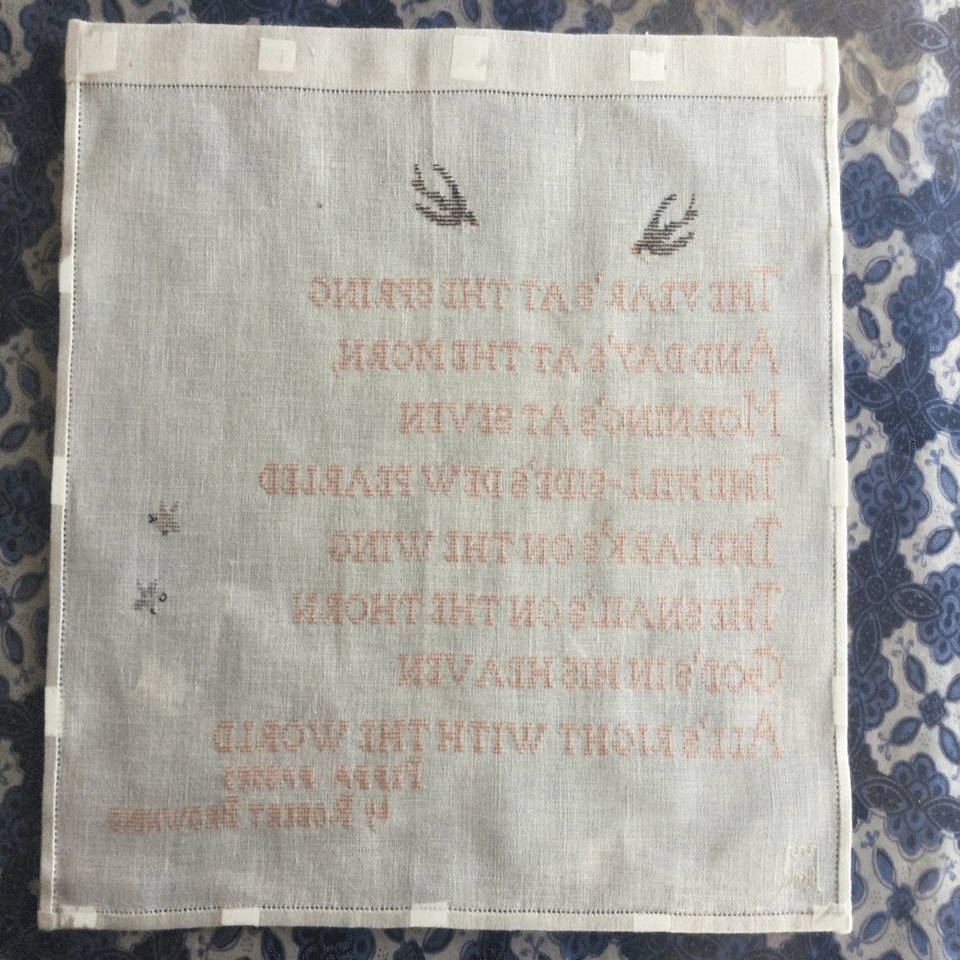 THE YEAR'S AT THE SPRING
AND DAY'S AT THE MORN,
MORNING'S AT SEVEN
THE HILL-SIDE'S DEW PEARLED
THE LARK'S ON THE WING
THE SNAIL'S ON THE THORN
GOD'S IN HIS HEAVEN
ALL'S RIGHT WITH THE WORLD
PIPPA PASSES
by ROBERT BROWNING